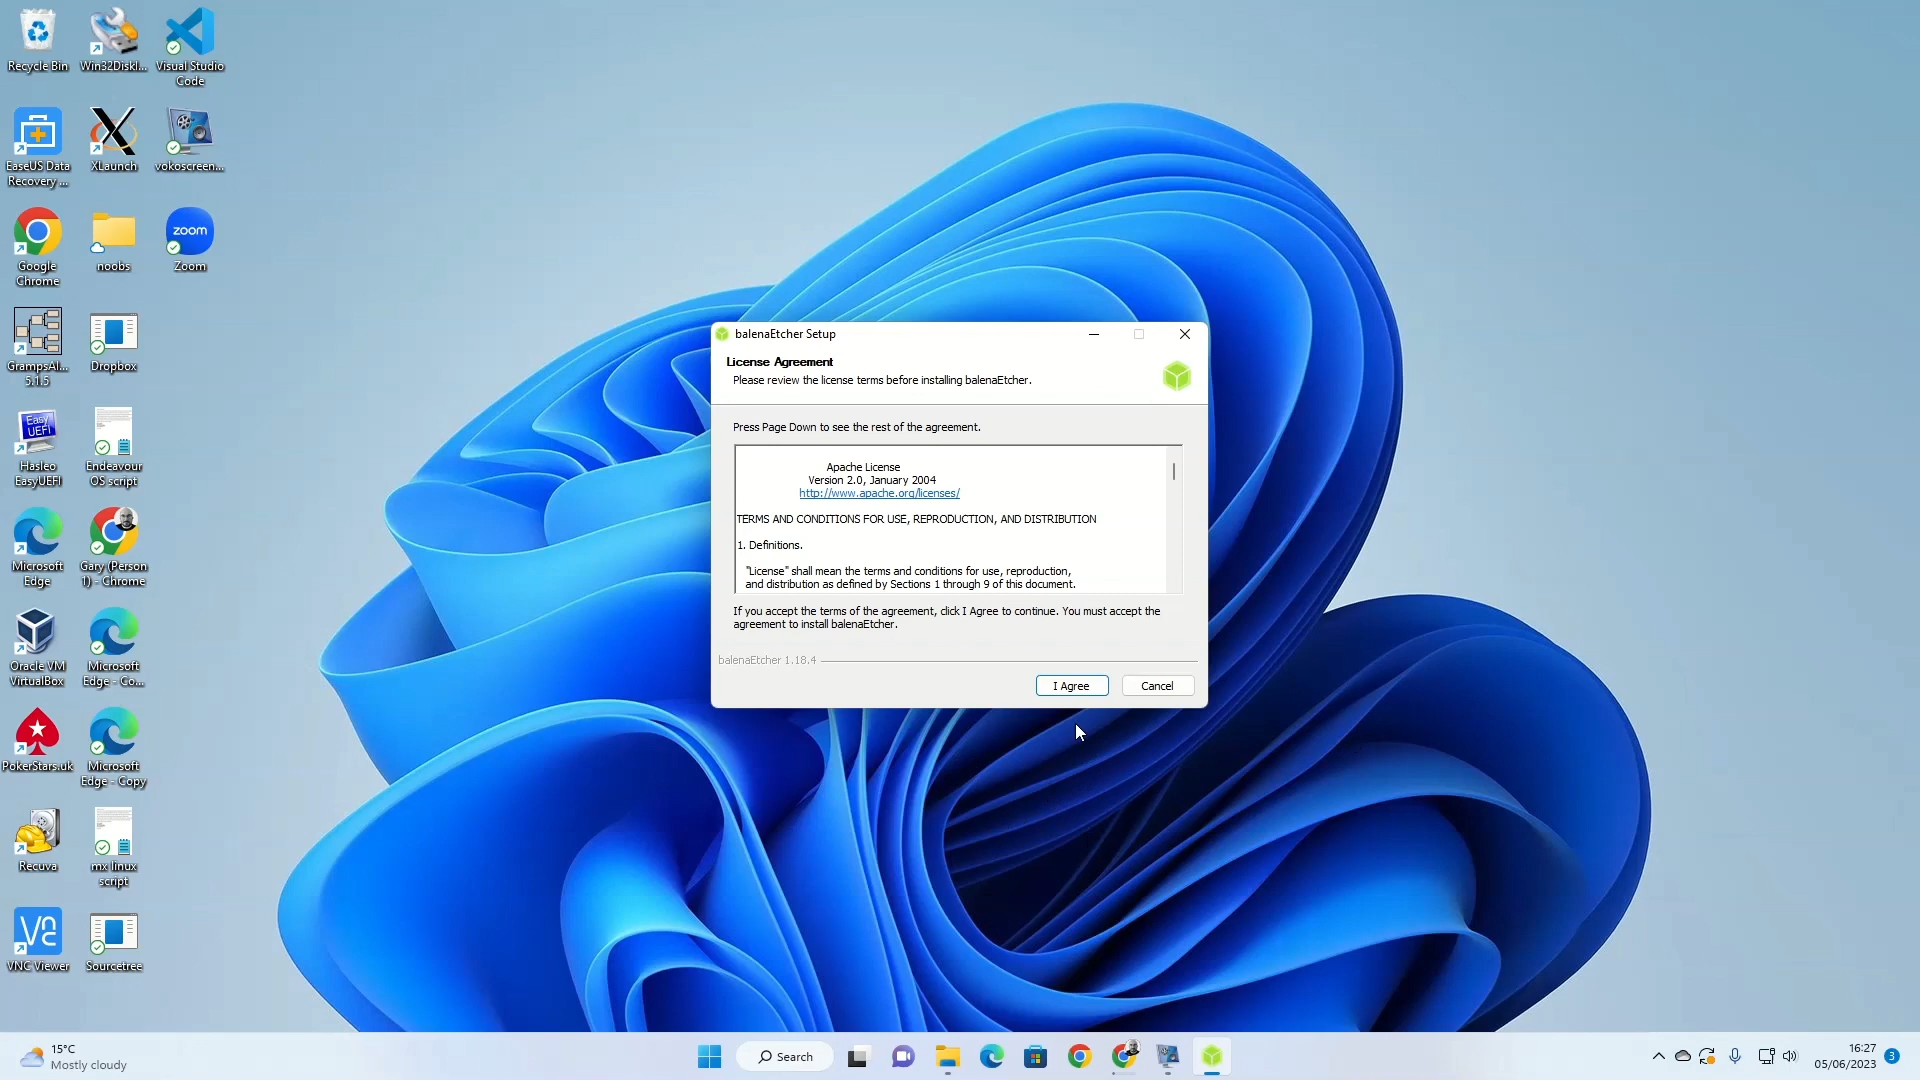 Recycle Bin
Win32DiskI...
Visual Studio
Code
EaseUS Data
Recovery ...
XLaunch
vokoscreen...
Google
Chrome
noobs
zoom
Zoom
GrampsAI...
5.1.5
Dropbox
Easy
UEFI
Hasleo
EasyUEFI
Endeavour
OS script
Microsoft
Edge
Gary (Person
1) - Chrome
Oracle VM
VirtualBox
Microsoft
Edge - Co...
PokerStars.uk
Microsoft
Edge - Copy
Recuva
mx linux
script
VNC Viewer
Sourcetree
balenaEtcher Setup
License Agreement
Please review the license terms before installing balenaEtcher.
Press Page Down to see the rest of the agreement.
Apache License
Version 2.0, January 2004
http://www.apache.org/licenses/
TERMS AND CONDITIONS FOR USE, REPRODUCTION, AND DISTRIBUTION
1. Definitions.
"License" shall mean the terms and conditions for use, reproduction,
and distribution as defined by Sections 1 through 9 of this document.
If you accept the terms of the agreement, click I Agree to continue. You must accept the
agreement to install balenaEtcher.
balenaEtcher 1.18.4
I Agree
Cancel
15°C
Mostly cloudy
Search
16:27
05/06/2023
3